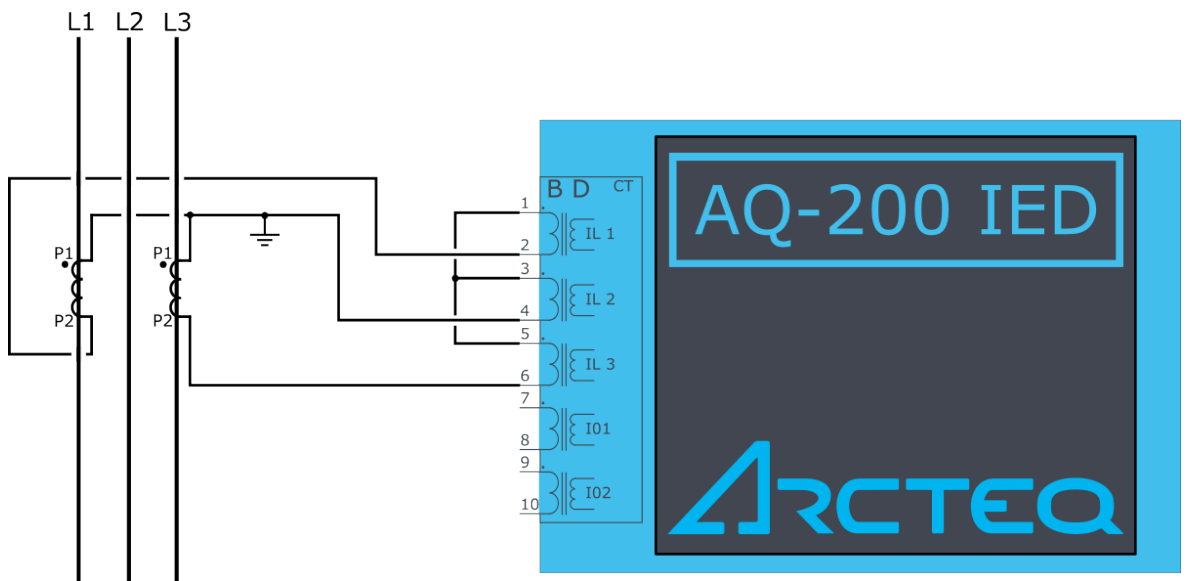 L1 L2 L3
B D CT
AQ-200 IED
1
IL 1
2
P1 P1
3
IL 2
P2 P2
4
5
IL 3
6
7
I01
8
9
I02
10
ARCTEQ